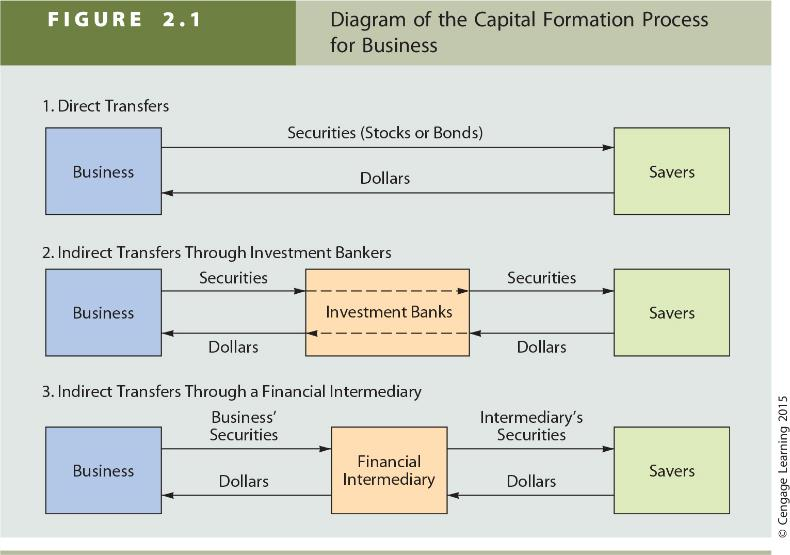 FIGURE 2.1
Diagram of the Capital Formation Process
for Business
1. Direct Transfers
Business
Securities (Stocks or Bonds)
Dollars
Savers
2. Indirect Transfers Through Investment Bankers
Business
Securities
Dollars
Investment Banks
Securities
Dollars
Savers
3. Indirect Transfers Through a Financial Intermediary
Business
Business’
Securities
Dollars
Financial
Intermediary
Intermediary’s
Securities
Dollars
Savers
© Cengage Learning 2015